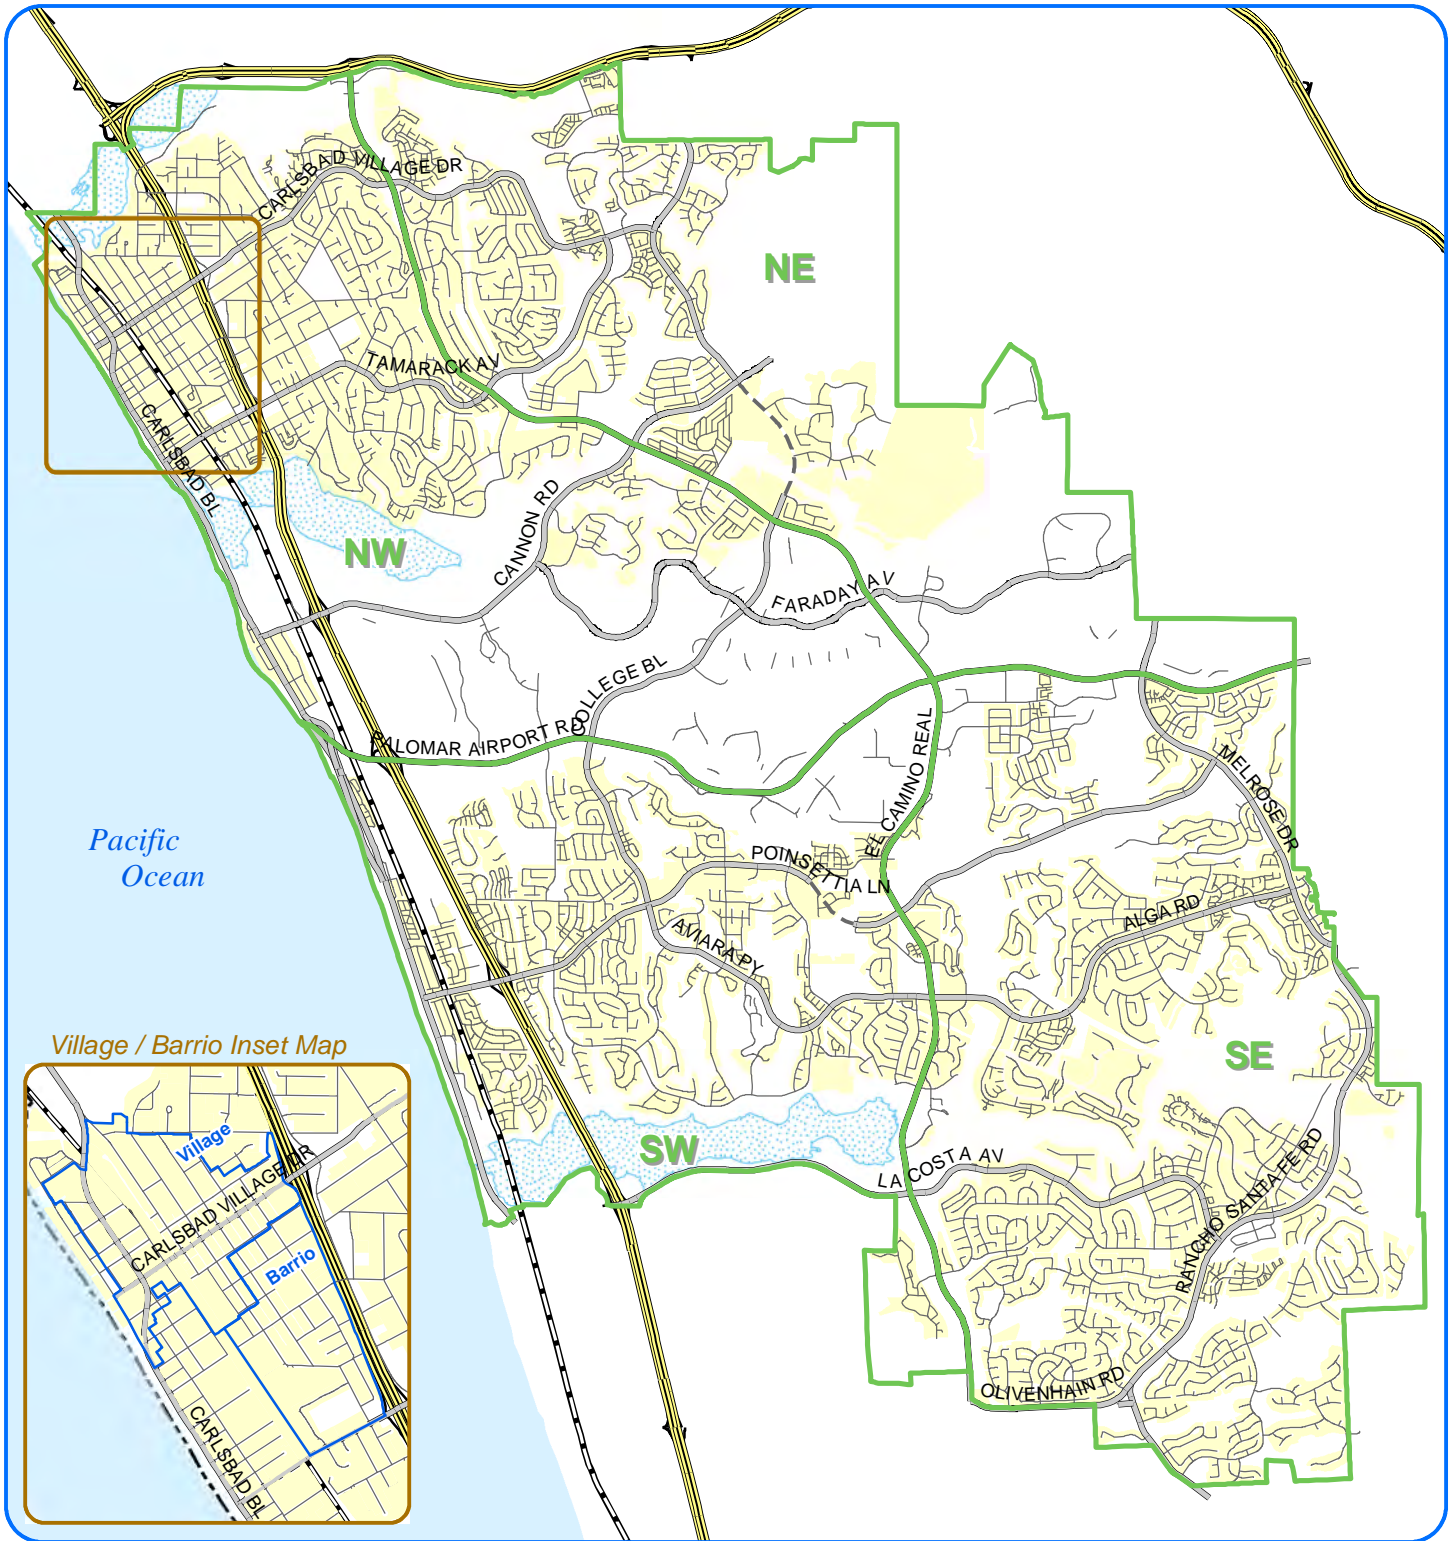 CARLSBAD VILLAGE DR
NE
TAMARACK AV
CARLSBAD BL
CANNON RD
NW
FARADAY AV
COLLEGE BL
PALOMAR AIRPORT RD
EL CAMINO REAL
MELROSE DR
Pacific
Ocean
POINSETTIA LN
ALGA RD
AVIARA PY
SE
Village / Barrio Inset Map
SW
LA COSTA AV
RANCHO SANTA FE RD
OLIVENHAIN RD
Village
CARLSBAD VILLAGE DR
Barrio
CARLSBAD BL